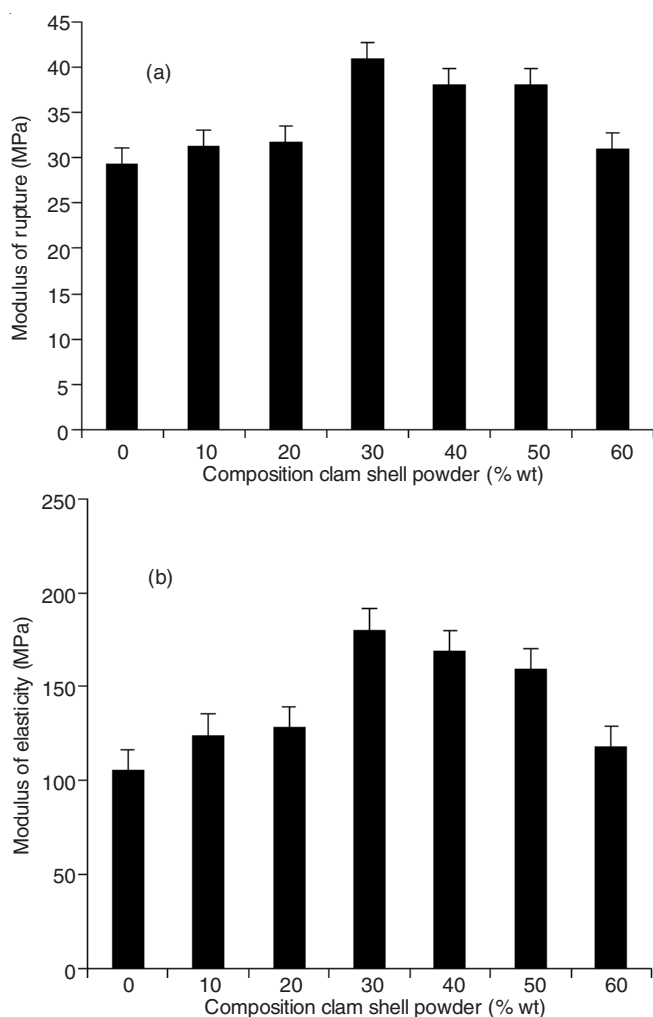 45
40
35
30
25
20
15
10
5
0
Modulus of rupture (MPa)
(a)
0 10 20 30 40 50 60
Composition clam shell powder (% wt)
250
200
150
100
50
0
Modulus of elasticity (MPa)
(b)
0 10 20 30 40 50 60
Composition clam shell powder (% wt)